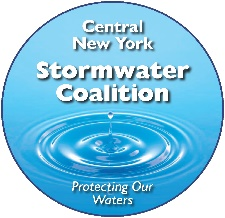 Central
New York
Stormwater
Coalition
Protecting Our
Waters